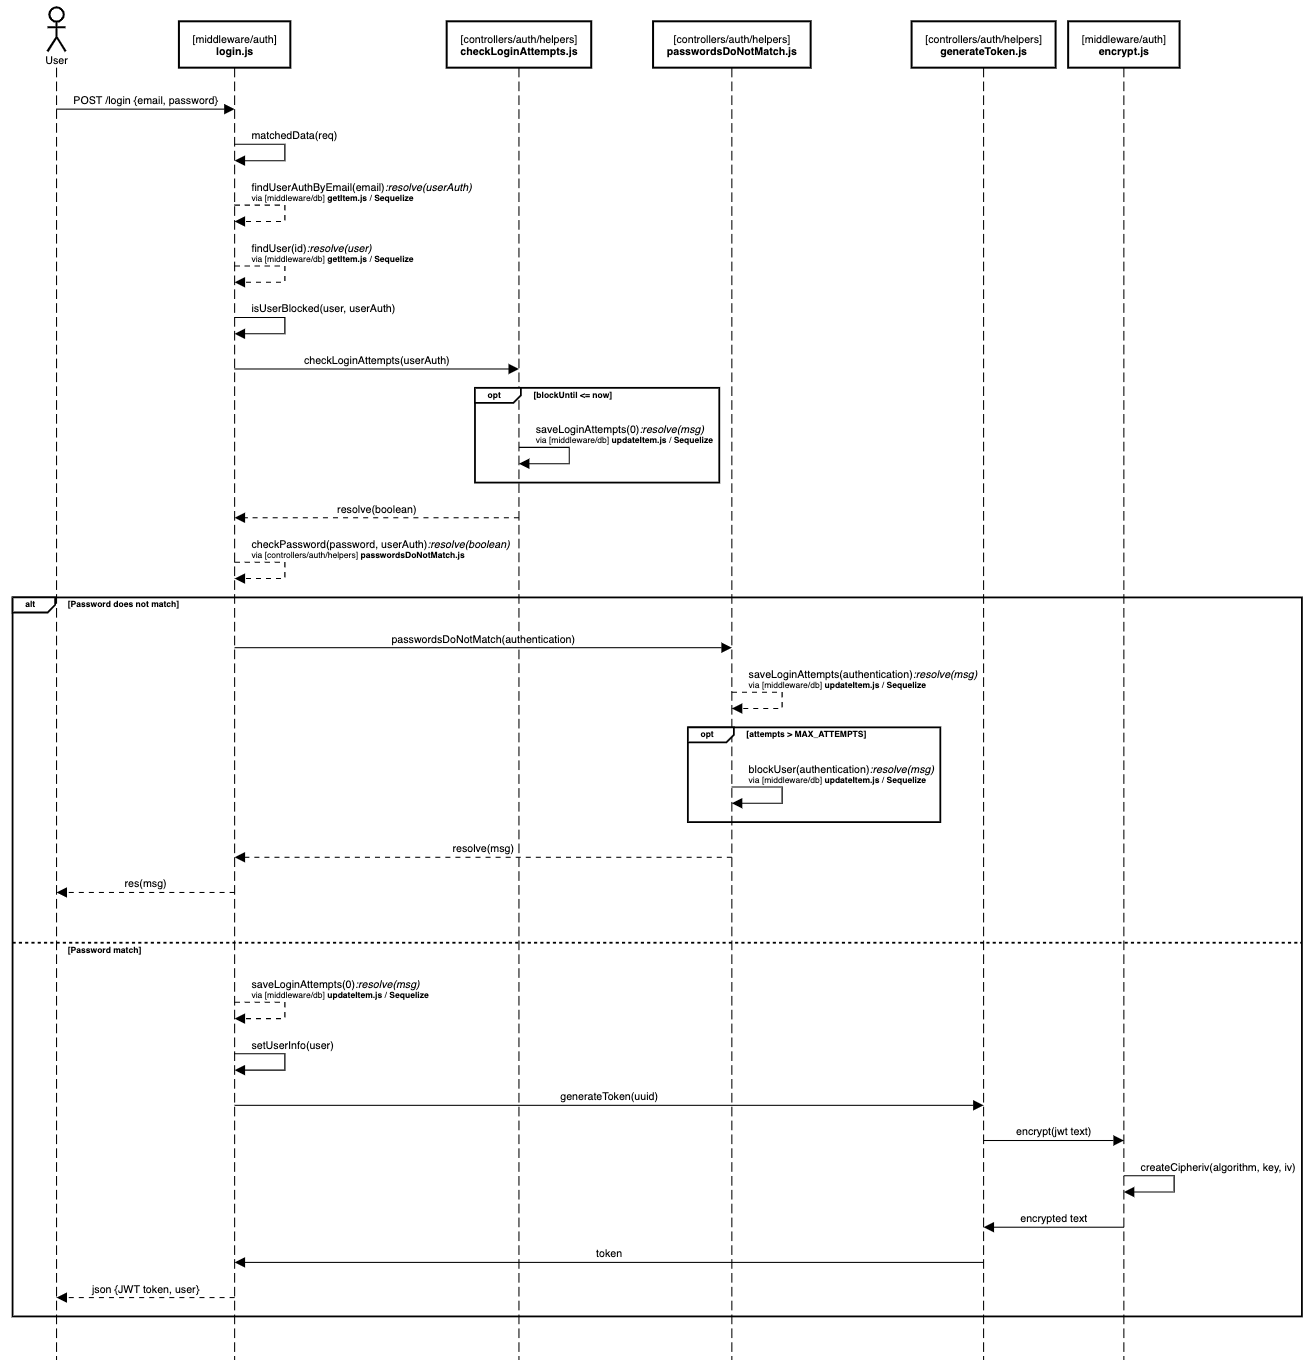 User
[middleware/auth]
login.js
[controllers/auth/helpers]
checkLoginAttempts.js
[controllers/auth/helpers]
passwordsDoNotMatch.js
[controllers/auth/helpers]
generateToken.js
[middleware/auth]
encrypt.js
POST /login {email, password}
matchedData(req)
findUserAuthByEmail(email):resolve(userAuth)
via [middleware/db] getItem.js / Sequelize
findUser(id):resolve(user)
via [middleware/db] getItem.js / Sequelize
isUserBlocked(user, userAuth)
checkLoginAttempts(userAuth)
opt [blockUntil <= now]
saveLoginAttempts(0):resolve(msg)
via [middleware/db] updateItem.js / Sequelize
resolve(boolean)
checkPassword(password, userAuth):resolve(boolean)
via [controllers/auth/helpers] passwordsDoNotMatch.js
alt [Password does not match]
passwordsDoNotMatch(authentication)
saveLoginAttempts(authentication):resolve(msg)
via [middleware/db] updateItem.js / Sequelize
opt [attempts > MAX_ATTEMPTS]
blockUser(authentication):resolve(msg)
via [middleware/db] updateItem.js / Sequelize
resolve(msg)
res(msg)
[Password match]
saveLoginAttempts(0):resolve(msg)
via [middleware/db] updateItem.js / Sequelize
setUserInfo(user)
generateToken(uuid)
encrypt(jwt text)
createCipheriv(algorithm, key, iv)
encrypted text
token
json {JWT token, user}